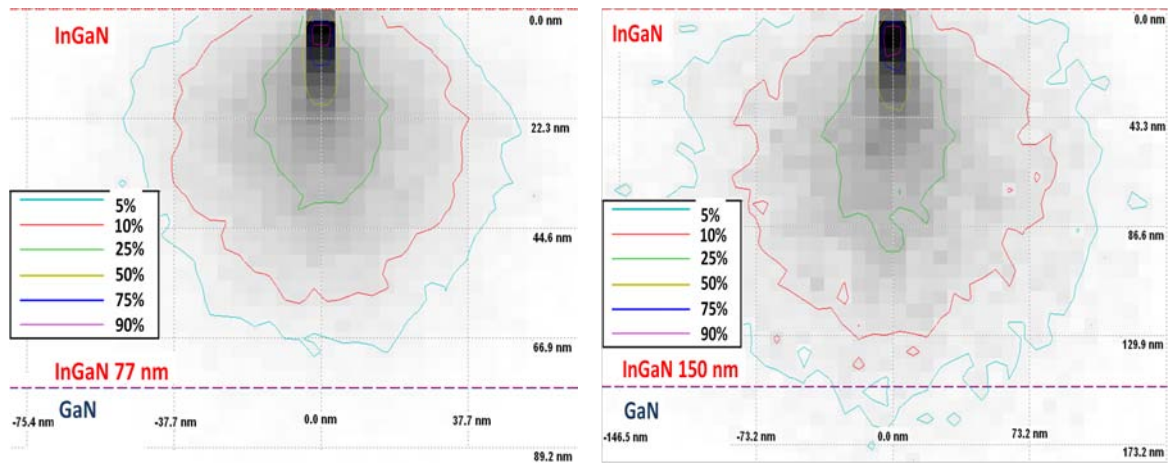 InGaN
0.0 nm
22.3 nm
5%
10%
25%
50%
75%
90%
44.6 nm
66.9 nm
InGaN 77 nm
GaN
-75.4 nm
-37.7 nm
0.0 nm
37.7 nm
89.2 nm
InGaN
0.0 nm
43.3 nm
5%
10%
25%
50%
75%
90%
86.6 nm
129.9 nm
InGaN 150 nm
GaN
-146.5 nm
-73.2 nm
0.0 nm
73.2 nm
173.2 nm